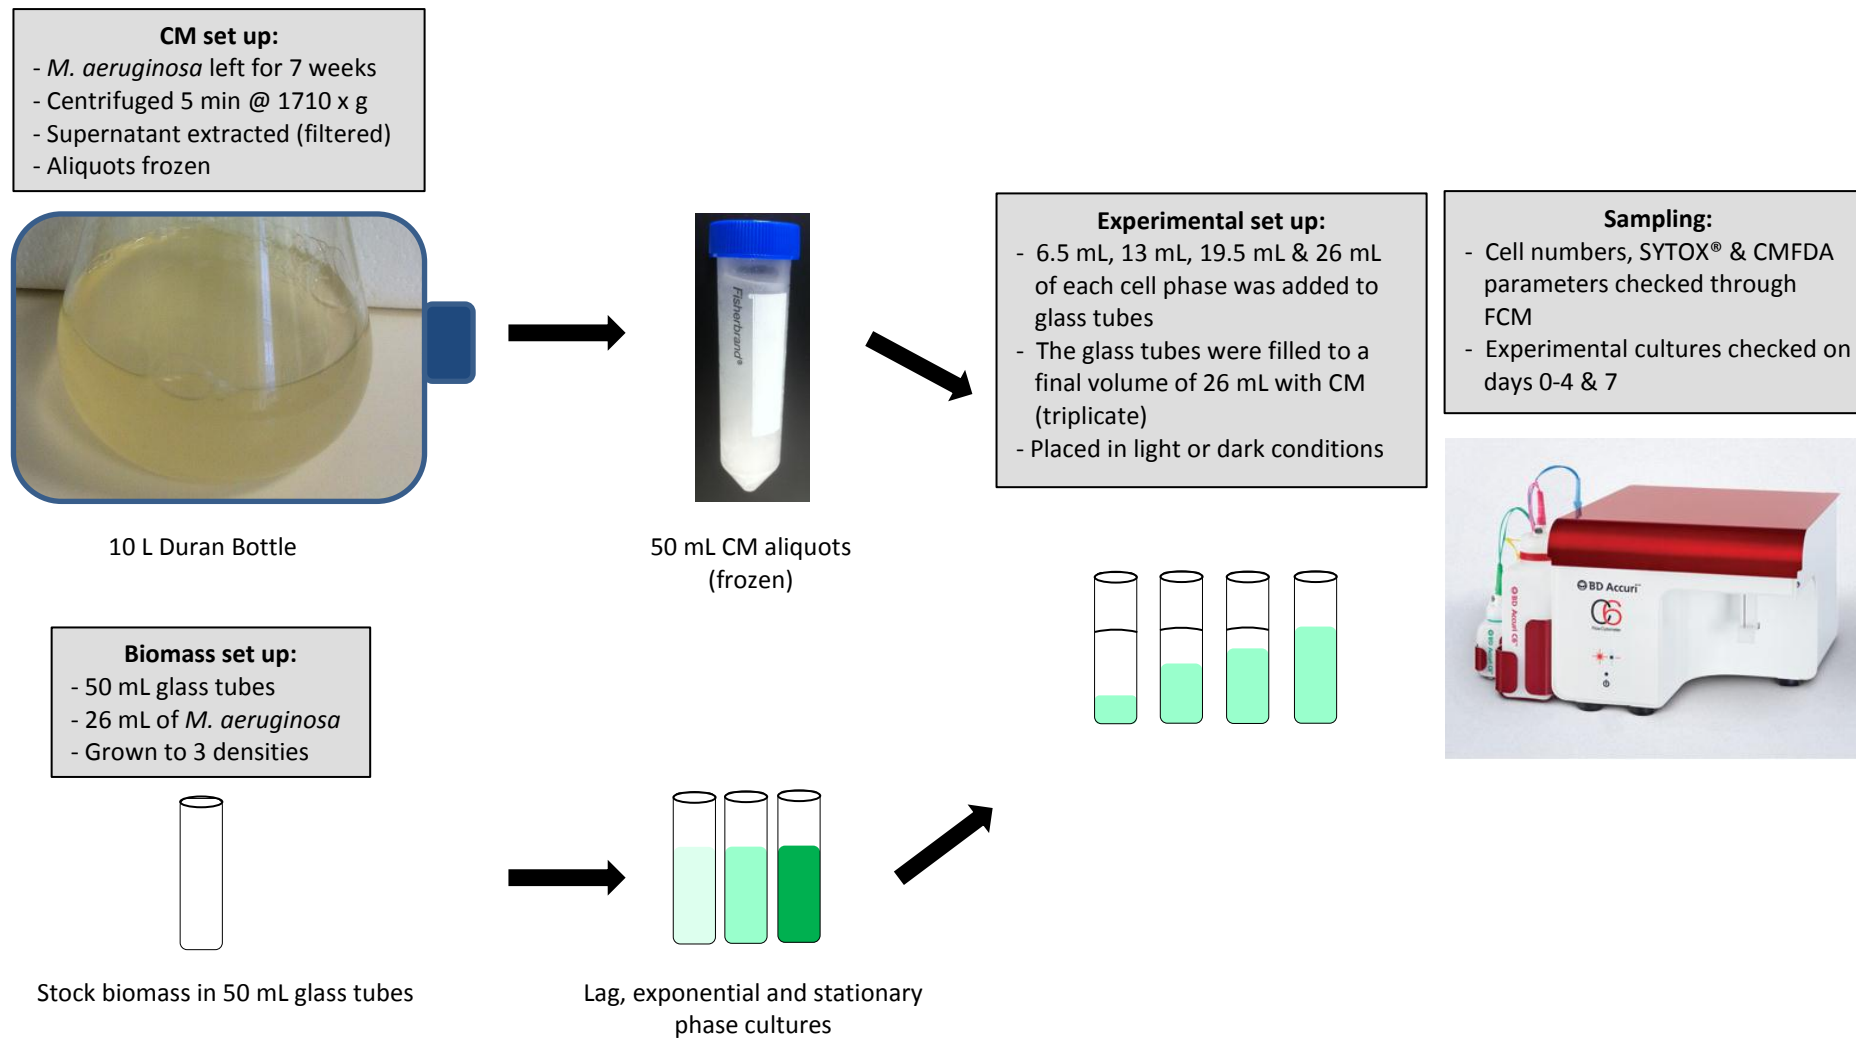 CM set up:
- M. aeruginosa left for 7 weeks
- Centrifuged 5 min @ 1710 x g
- Supernatant extracted (filtered)
- Aliquots frozen
10 L Duran Bottle
Fisherbrand®
50 mL CM aliquots
(frozen)
Experimental set up:
- 6.5 mL, 13 mL, 19.5 mL & 26 mL
of each cell phase was added to
glass tubes
- The glass tubes were filled to a
final volume of 26 mL with CM
(triplicate)
- Placed in light or dark conditions
Sampling:
- Cell numbers, SYTOX® & CMFDA
parameters checked through
FCM
- Experimental cultures checked on
days 0-4 & 7
BD Accuri™
C6
BD Accuri C6
Biomass set up:
- 50 mL glass tubes
- 26 mL of M. aeruginosa
- Grown to 3 densities
Stock biomass in 50 mL glass tubes
Lag, exponential and stationary
phase cultures